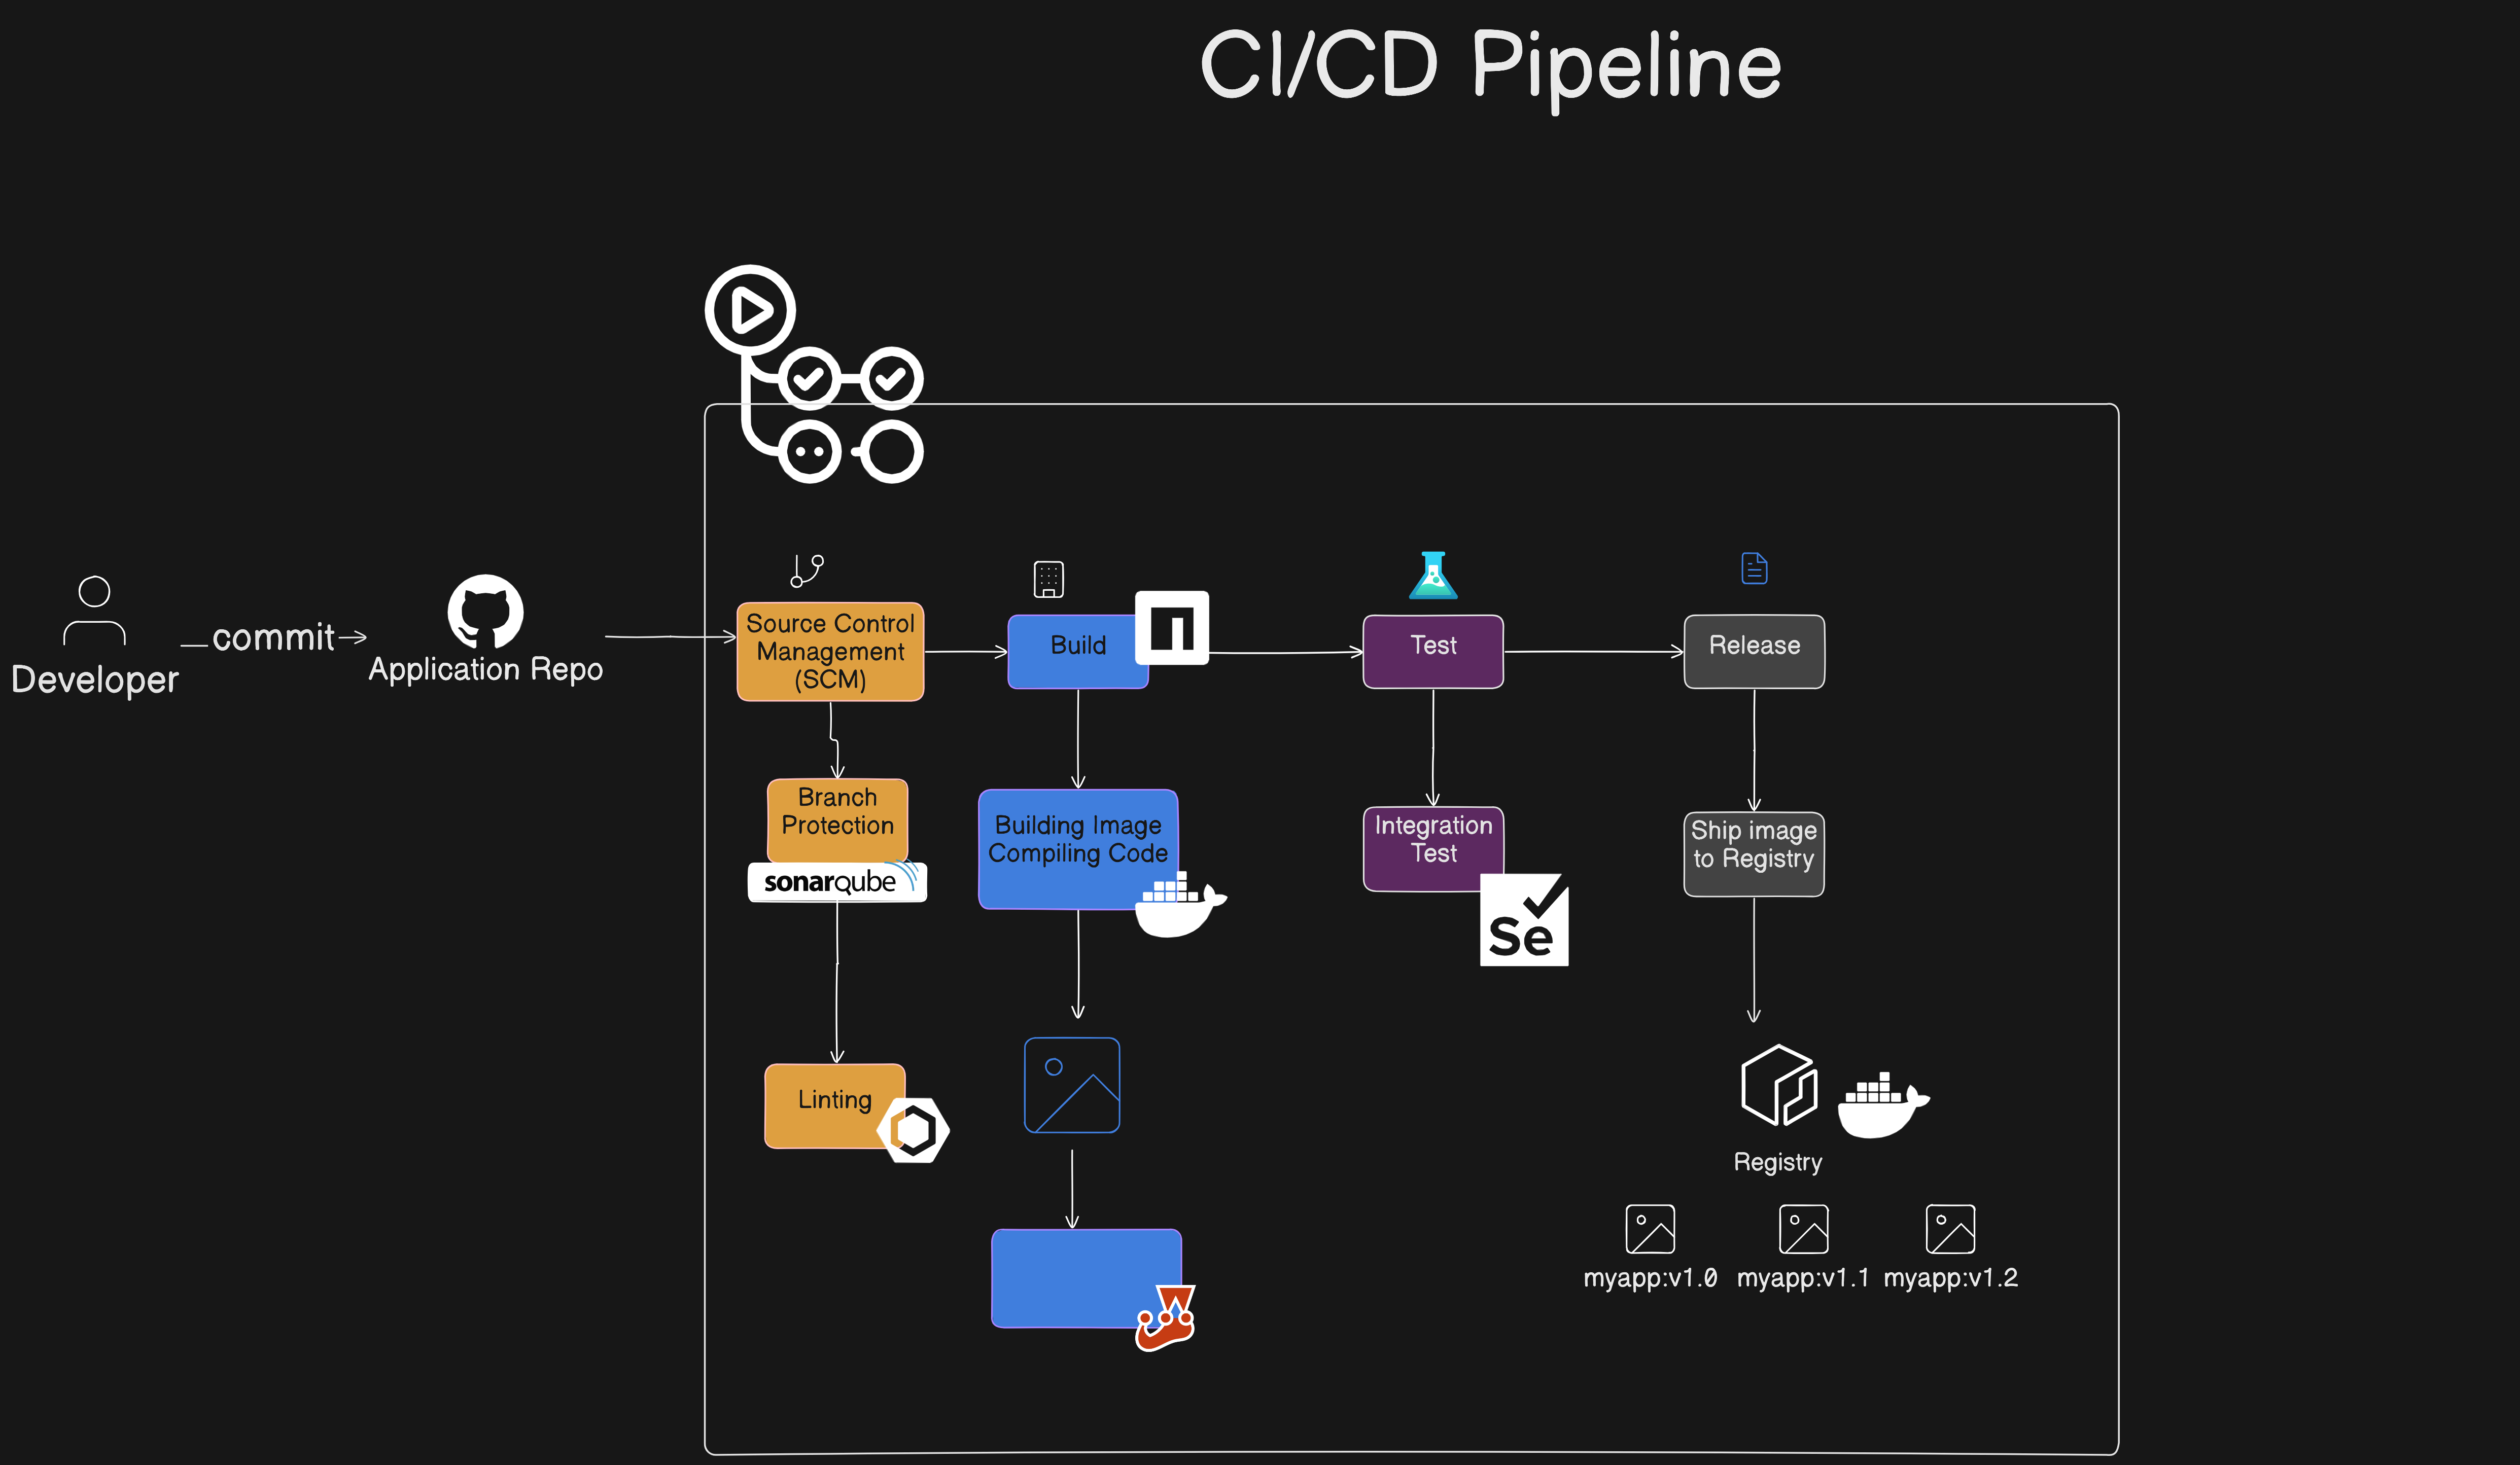 CI/CD Pipeline
Developer
commit
Application Repo
Source Control
Management
(SCM)
Build
Test
Release
Branch
Protection
sonarqube
Building Image
Compiling Code
Integration
Test
Se
Ship image
to Registry
Linting
Registry
myapp:v1.0
myapp:v1.1
myapp:v1.2